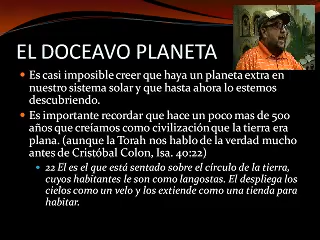 EL DOCEAVO PLANETA
Es casi imposible creer que haya un planeta extra en
nuestro sistema solar y que hasta ahora lo estemos
descubriendo.
Es importante recordar que hace un poco mas de 500
años que creíamos como civilización que la tierra era
plana. (aunque la Torah nos hablo de la verdad mucho
antes de Cristóbal Colon, Isa. 40:22)
22 El es el que está sentado sobre el círculo de la tierra,
cuyos habitantes le son como langostas. El despliega los
cielos como un velo y los extiende como una tienda para
habitar.